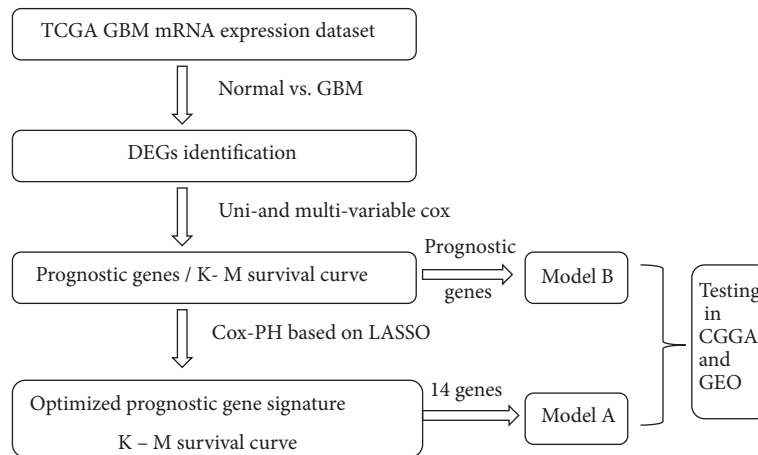 TCGA GBM mRNA expression dataset
Normal vs. GBM
DEGs identification
Uni-and multi-variable cox
Prognostic genes / K- M survival curve
Prognostic
genes
Model B
Cox-PH based on LASSO
Optimized prognostic gene signature
K – M survival curve
14 genes
Model A
Testing
in
CGGA
and
GEO